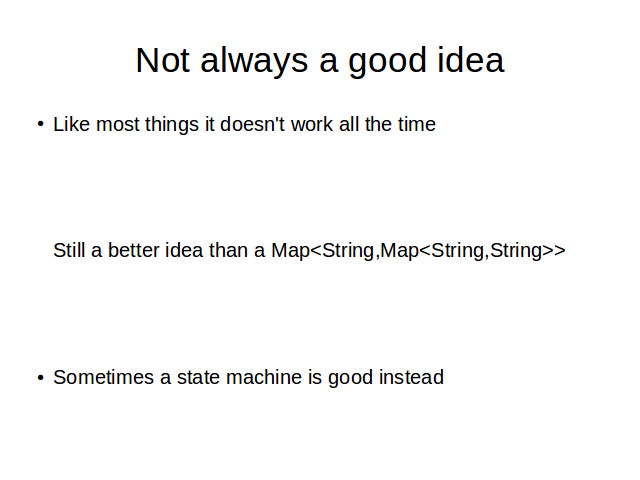 Not always a good idea
• Like most things it doesn't work all the time
Still a better idea than a Map<String,Map<String,String>>
• Sometimes a state machine is good instead